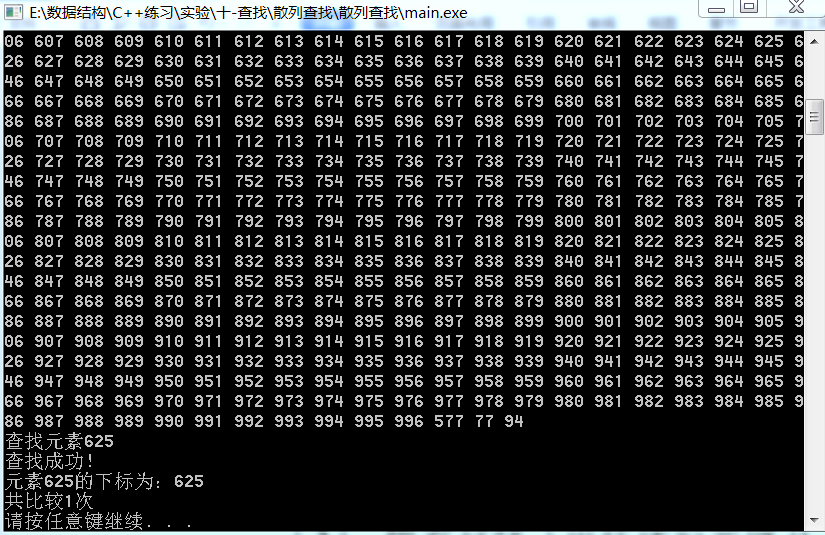 E:\数据结构\C++练习\实验\十-查找\散列查找\散列查找\main.exe
06 607 608 609 610 611 612 613 614 615 616 617 618 619 620 621 622 623 624 625 6
26 627 628 629 630 631 632 633 634 635 636 637 638 639 640 641 642 643 644 645 6
46 647 648 649 650 651 652 653 654 655 656 657 658 659 660 661 662 663 664 665 6
66 667 668 669 670 671 672 673 674 675 676 677 678 679 680 681 682 683 684 685 6
86 687 688 689 690 691 692 693 694 695 696 697 698 699 700 701 702 703 704 705 7
06 707 708 709 710 711 712 713 714 715 716 717 718 719 720 721 722 723 724 725 7
26 727 728 729 730 731 732 733 734 735 736 737 738 739 740 741 742 743 744 745 7
46 747 748 749 750 751 752 753 754 755 756 757 758 759 760 761 762 763 764 765 7
66 767 768 769 770 771 772 773 774 775 776 777 778 779 780 781 782 783 784 785 7
86 787 788 789 790 791 792 793 794 795 796 797 798 799 800 801 802 803 804 805 8
06 807 808 809 810 811 812 813 814 815 816 817 818 819 820 821 822 823 824 825 8
26 827 828 829 830 831 832 833 834 835 836 837 838 839 840 841 842 843 844 845 8
46 847 848 849 850 851 852 853 854 855 856 857 858 859 860 861 862 863 864 865 8
66 867 868 869 870 871 872 873 874 875 876 877 878 879 880 881 882 883 884 885 8
86 887 888 889 890 891 892 893 894 895 896 897 898 899 900 901 902 903 904 905 9
06 907 908 909 910 911 912 913 914 915 916 917 918 919 920 921 922 923 924 925 9
26 927 928 929 930 931 932 933 934 935 936 937 938 939 940 941 942 943 944 945 9
46 947 948 949 950 951 952 953 954 955 956 957 958 959 960 961 962 963 964 965 9
66 967 968 969 970 971 972 973 974 975 976 977 978 979 980 981 982 983 984 985 9
86 987 988 989 990 991 992 993 994 995 996 577 77 94
查找元素625
查找成功!
元素625的下标为: 625
共比较1次
请按任意键继续. . .